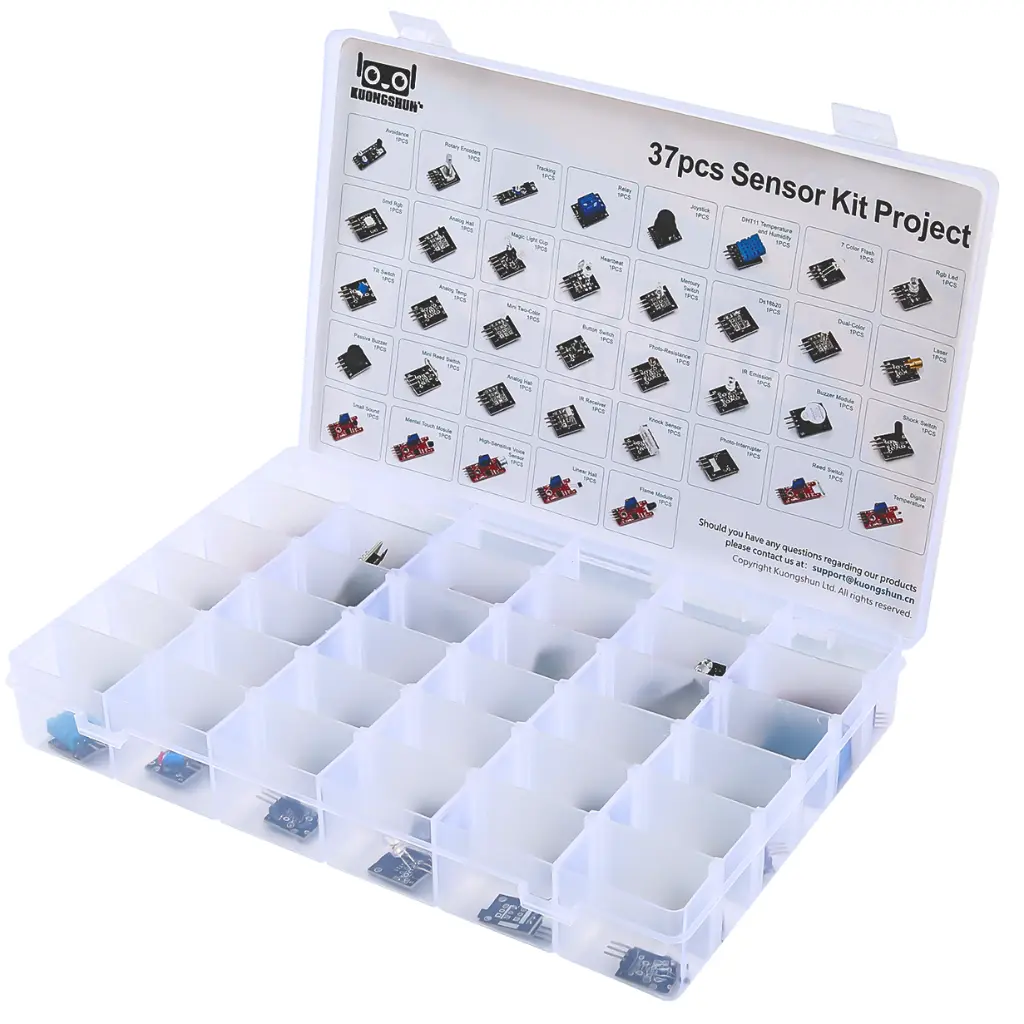 KUONGSHUN
37pcs Sensor Kit Project
Avoidance
1PCS
Rotary Encoders
1PCS
Tracking
1PCS
Relay
1PCS
Joystick
1PCS
DHT11 Temperature
and Humidity
1PCS
7 Color Flash
1PCS
Rgb Led
1PCS
Smd Rgb
1PCS
Analog Hall
1PCS
Magic Light Cup
1PCS
Heartbeat
1PCS
Mercury
Switch
1PCS
Ds18b20
1PCS
Dual-Color
1PCS
Laser
1PCS
Tilt Switch
1PCS
Analog Temp
1PCS
Mini Two-Color
1PCS
Button Switch
1PCS
Photo-Resistance
1PCS
IR Emission
1PCS
Buzzer Module
1PCS
Shock Switch
1PCS
Passive Buzzer
1PCS
Mini Reed Switch
1PCS
Analog Hall
1PCS
IR Receiver
1PCS
Knock Sensor
1PCS
Photo-Interrupter
1PCS
Reed Switch
1PCS
Digital
Temperature
1PCS
Small Sound
1PCS
Mental Touch Module
1PCS
High-Sensitive Voice
Sensor
1PCS
Linear Hall
1PCS
Flame Module
1PCS
Should you have any questions regarding our products
please contact us at: support@kuongshun.cn
Copyright Kuongshun Ltd. All rights reserved.